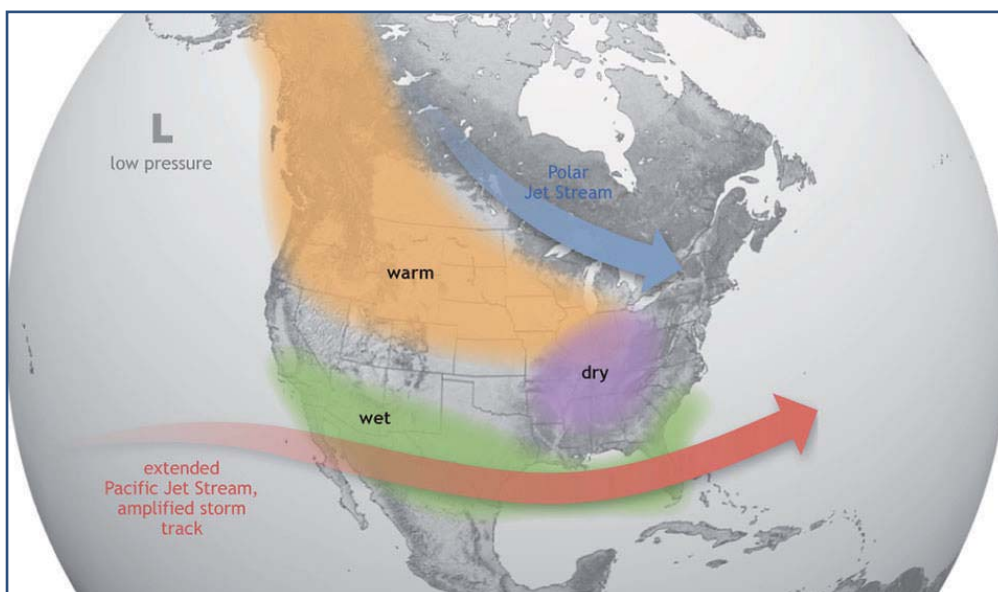 L
low pressure
Polar
Jet Stream
warm
dry
wet
extended
Pacific Jet Stream,
amplified storm
track